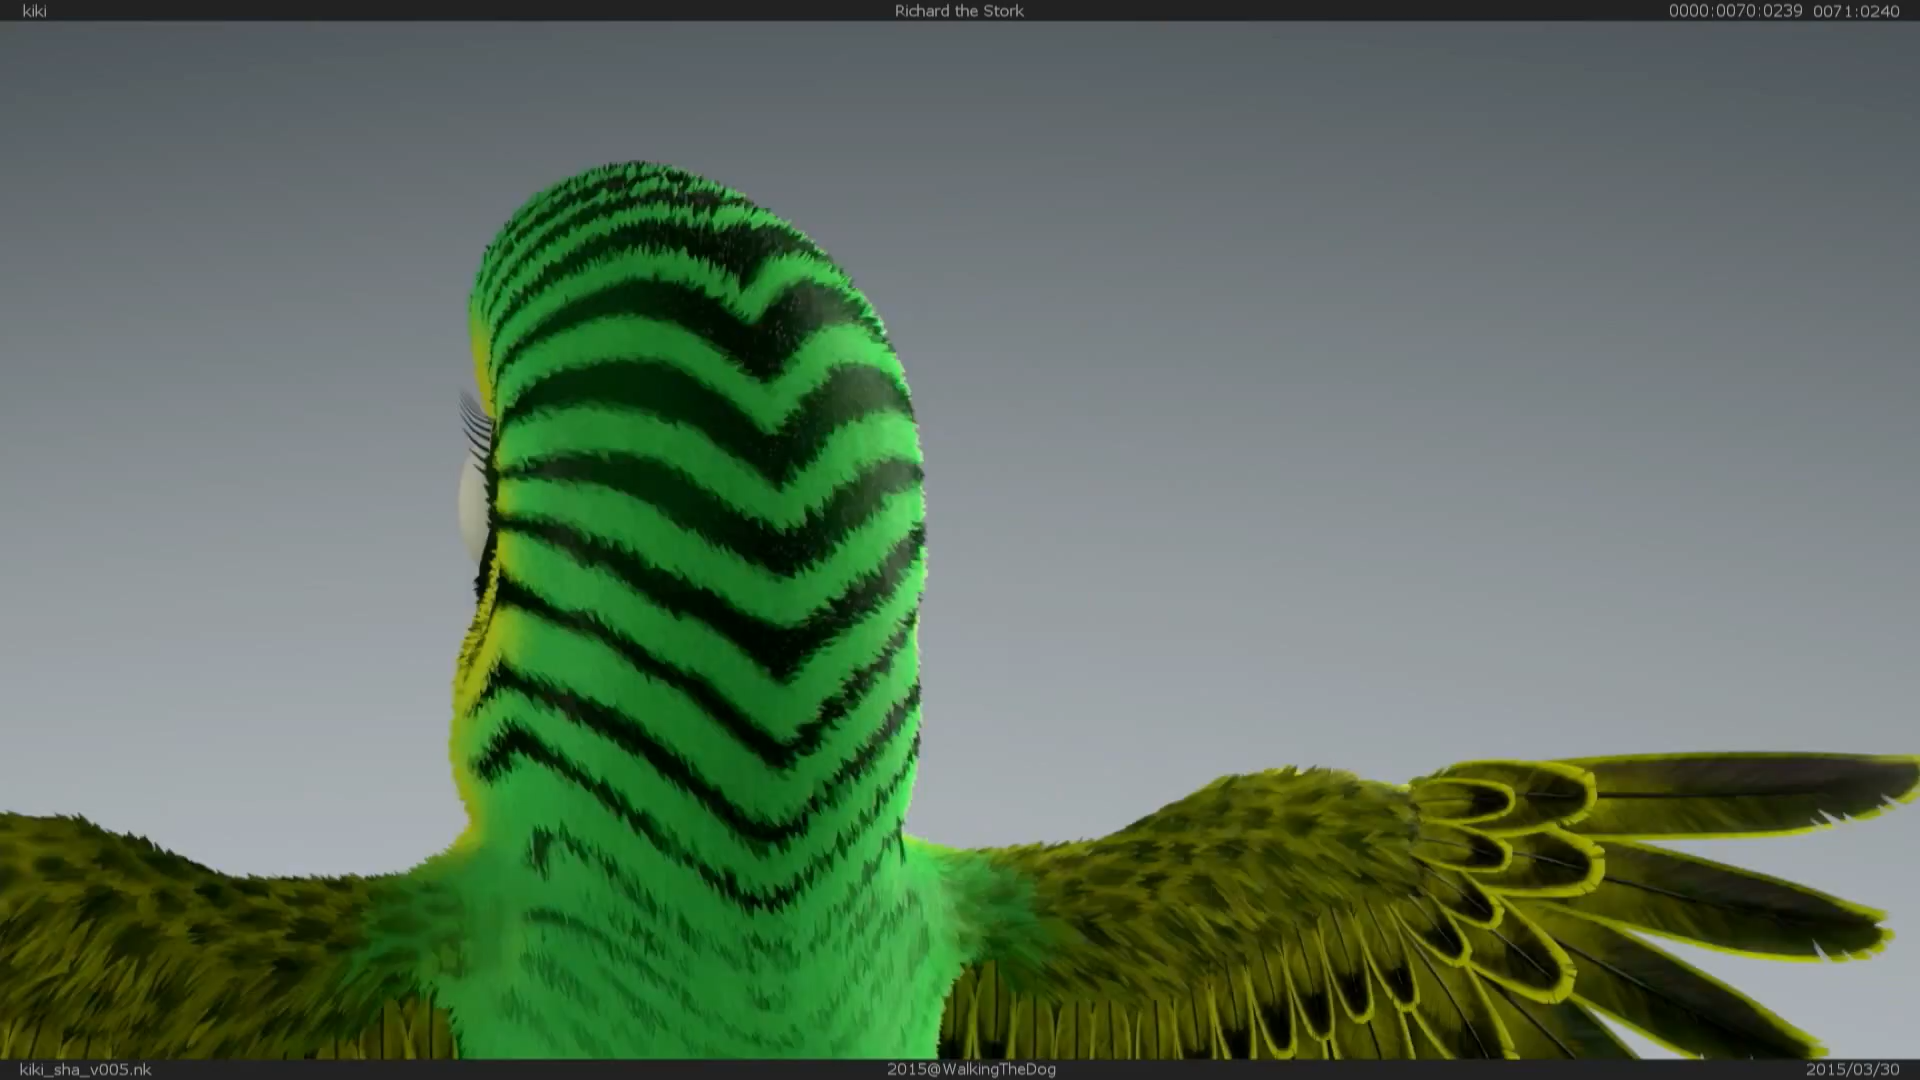 kiki
Richard the Stork
0000:0070:0239 0071:0240
kiki_sha_v005.nk
2015@WalkingTheDog
2015/03/30